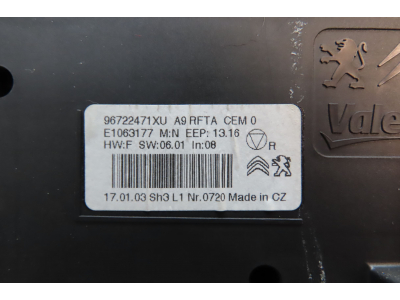 96722471XU A9 RFTA CEM 0
E1063177 M:N EEP: 13.16
HW:F SW:06.01 In:08
R
17.01.03 Sh3 L1 Nr.0720 Made in CZ